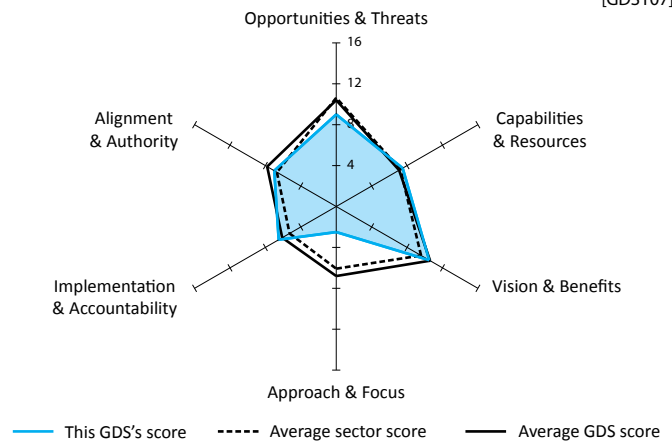 [GDS107]
Opportunities & Threats
16
12
8
4
Alignment
& Authority
Capabilities
& Resources
Implementation
& Accountability
Vision & Benefits
Approach & Focus
This GDS's score
Average sector score
Average GDS score